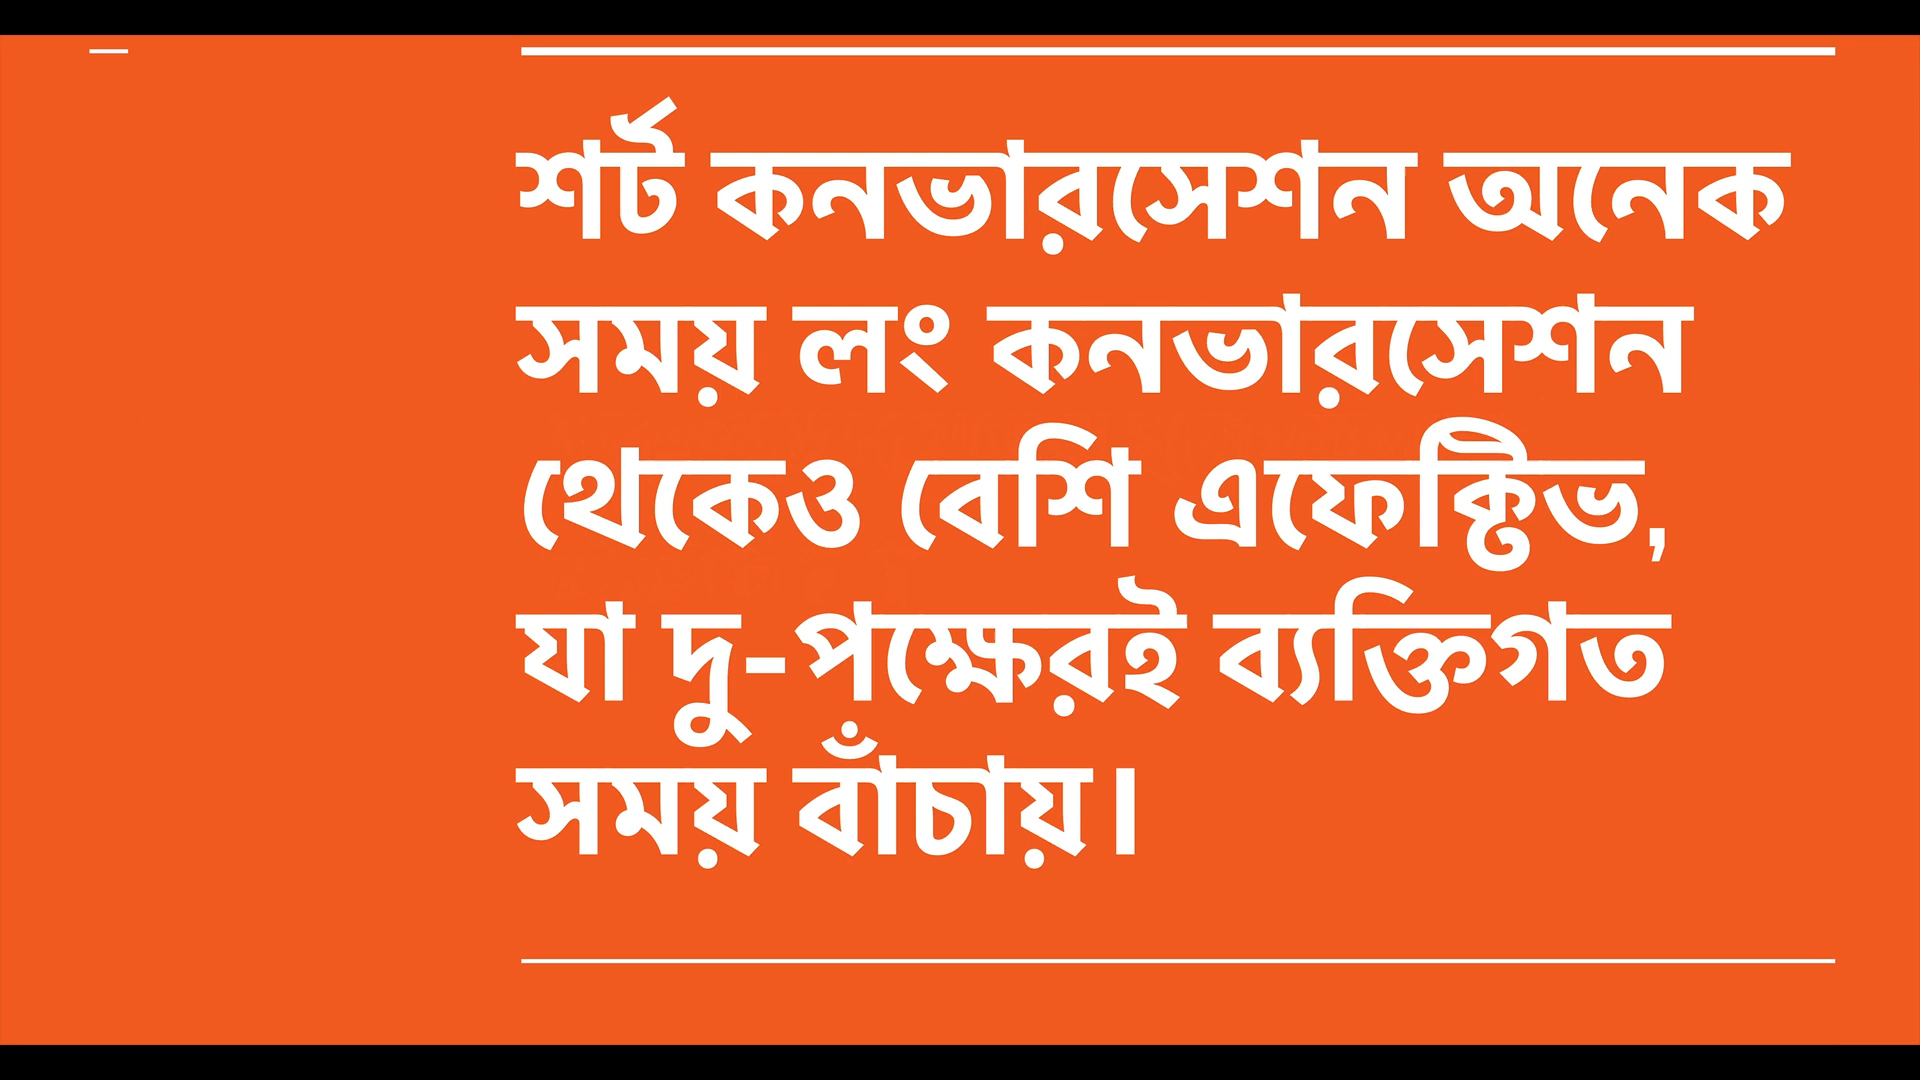 শর্ট কনভারসেশন অনেক
সময় লং কনভারসেশন
থেকেও বেশি এফেক্টিভ,
যা দু-পক্ষেরই ব্যক্তিগত
সময় বাঁচায়।